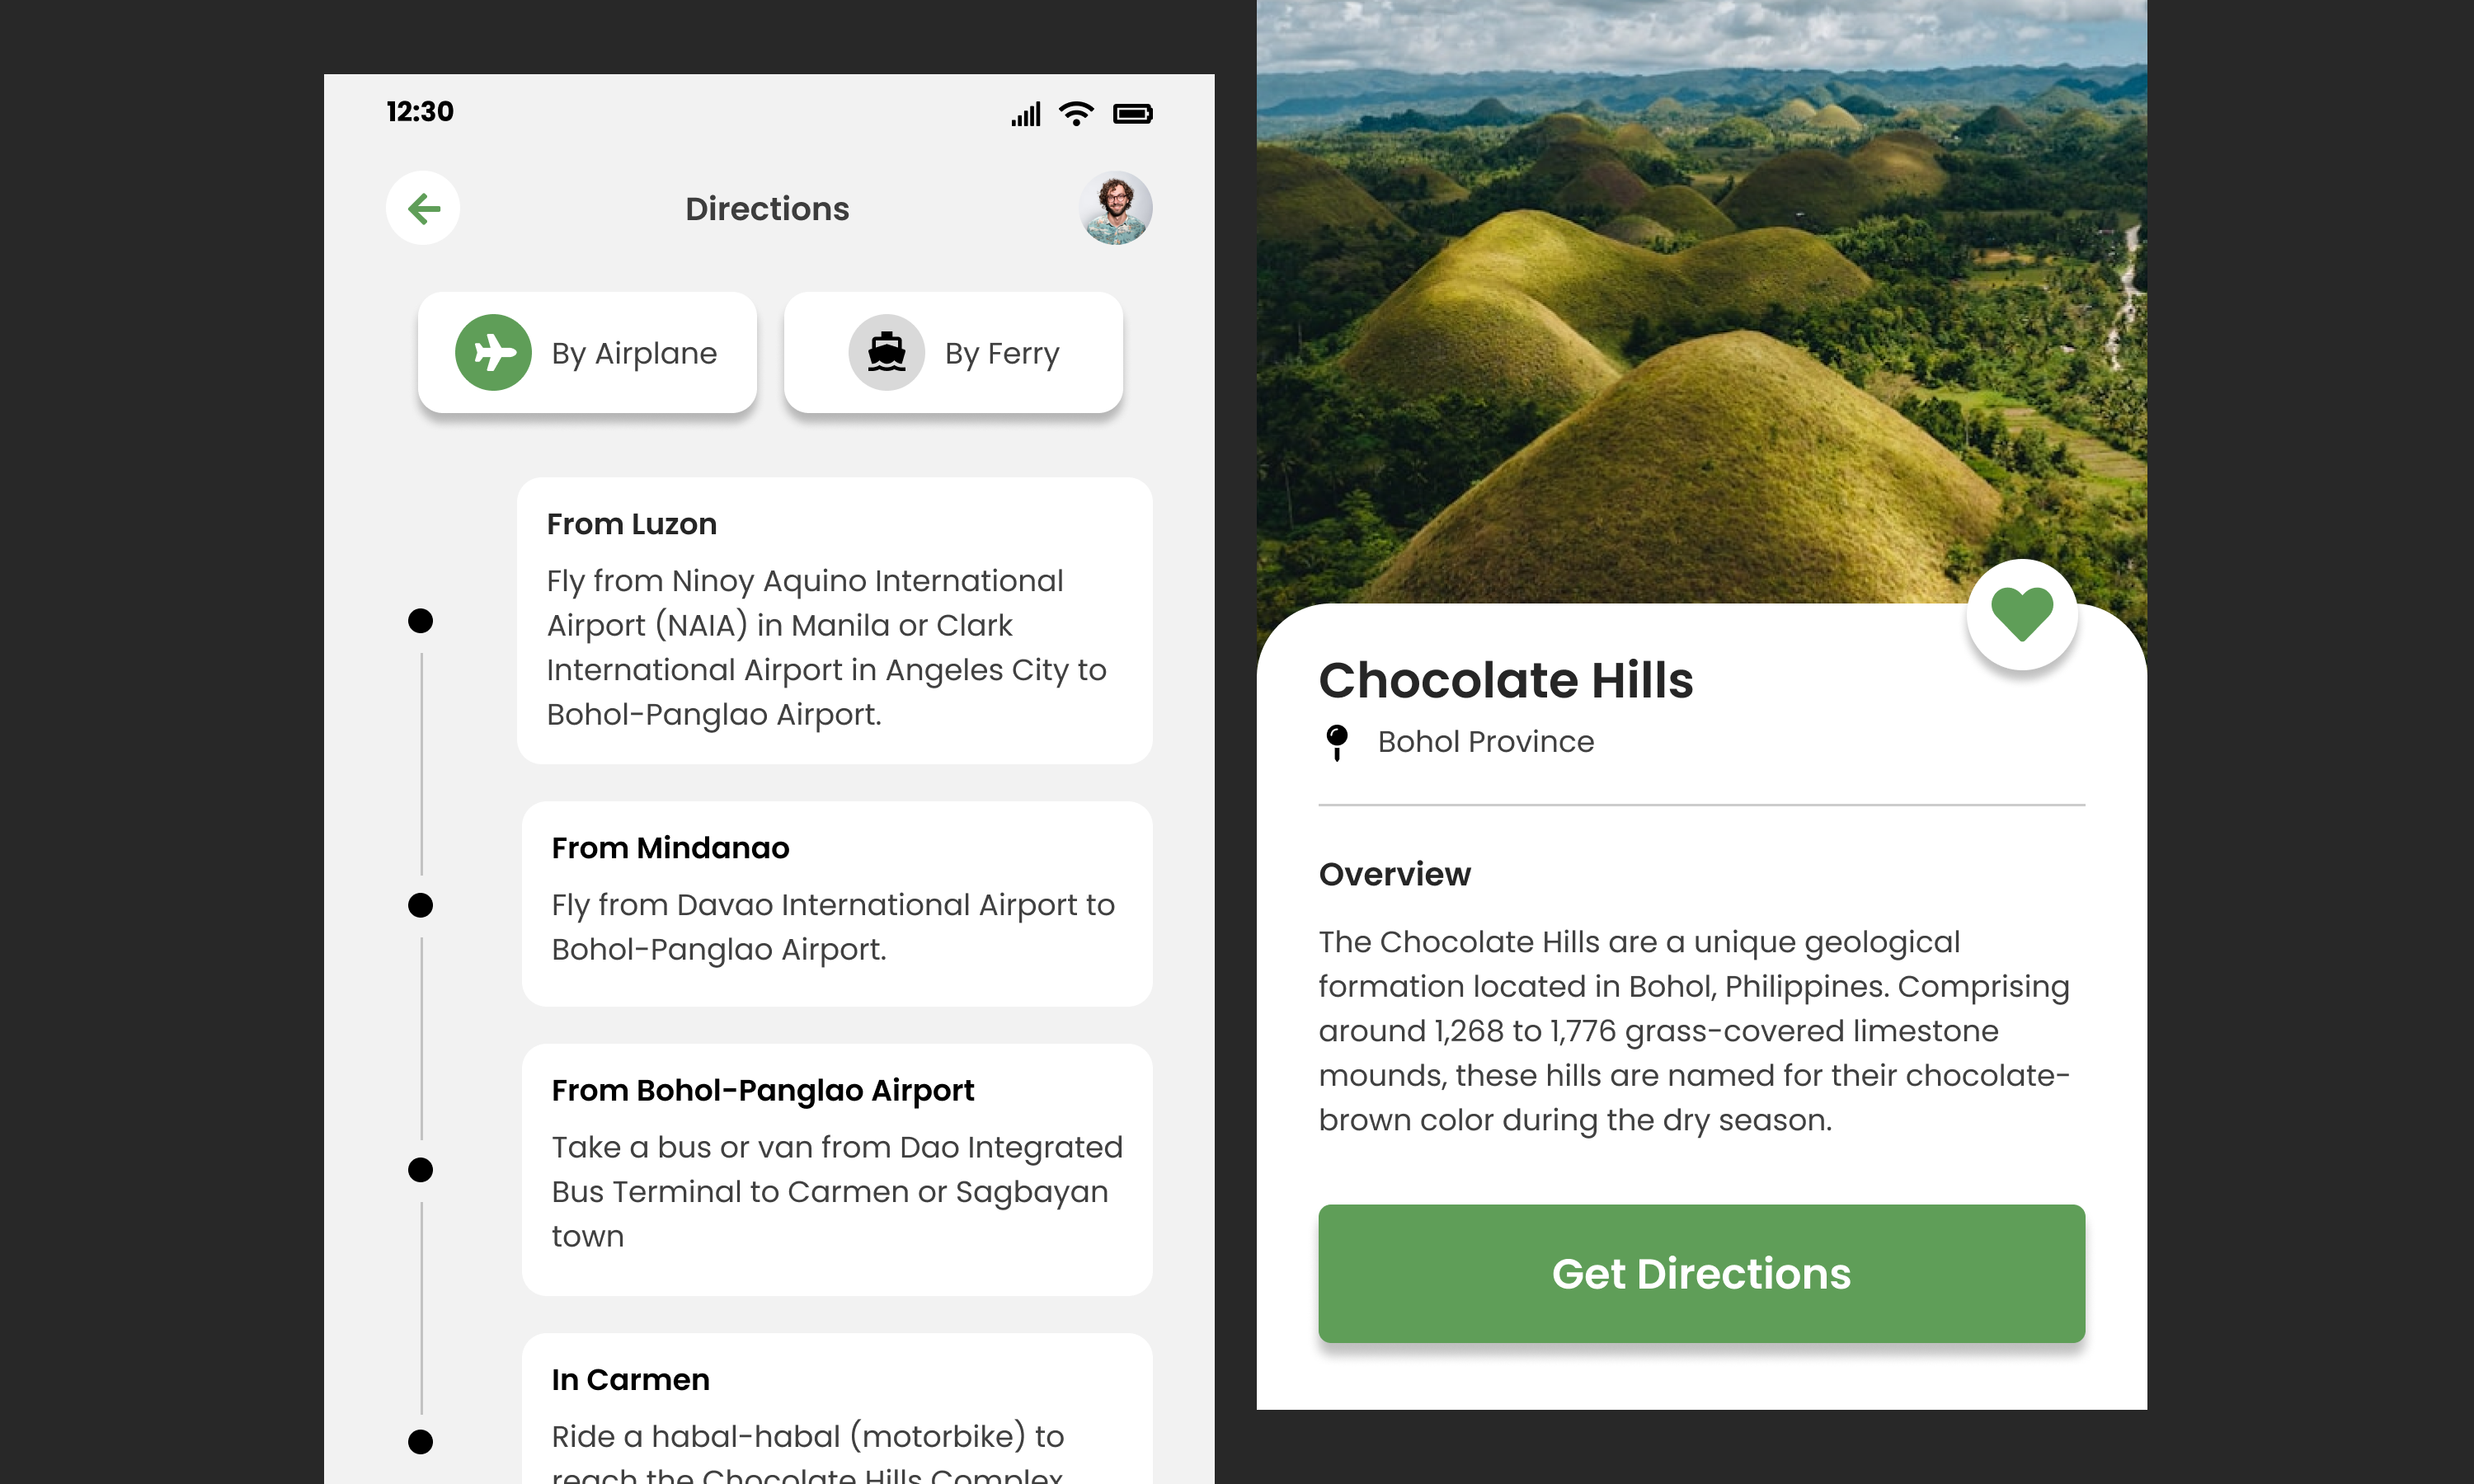 12:30
Directions
By Airplane
By Ferry
From Luzon
Fly from Ninoy Aquino International
Airport (NAIA) in Manila or Clark
International Airport in Angeles City to
Bohol-Panglao Airport.
From Mindanao
Fly from Davao International Airport to
Bohol-Panglao Airport.
From Bohol-Panglao Airport
Take a bus or van from Dao Integrated
Bus Terminal to Carmen or Sagbayan
town
In Carmen
Ride a habal-habal (motorbike) to
reach the Chocolate Hills Complex
Chocolate Hills
Bohol Province
Overview
The Chocolate Hills are a unique geological
formation located in Bohol, Philippines. Comprising
around 1,268 to 1,776 grass-covered limestone
mounds, these hills are named for their chocolate-
brown color during the dry season.
Get Directions